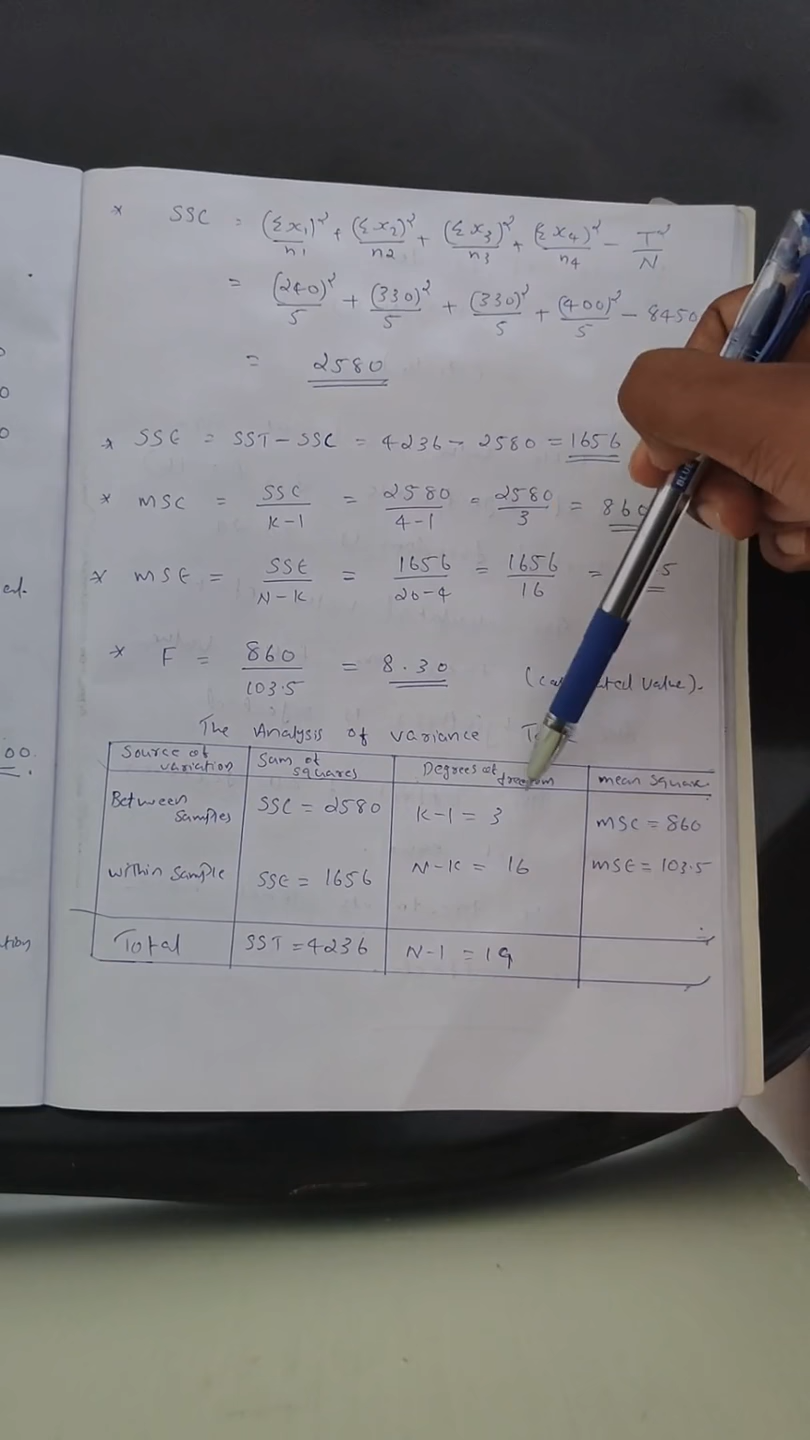 * SSC = (Σx₁)²/n1 + (Σx₂)²/n2 + (Σx₃)²/n3 + (Σx₄)²/n4 − T²/N
= (240)²/5 + (330)²/5 + (330)²/5 + (400)²/5 − 8450
= 2580
* SSE = SST − SSC = 4236 − 2580 = 1656
* MSC = SSC/K-1 = 2580/4-1 = 2580/3 = 860
* MSE = SSE/N-K = 1656/20-4 = 1656/16 = 5
* F = 860/103.5 = 8.30 Value).
The Analysis of variance
Source of variation Sum of squares Degrees of freedom mean square
Between samples SSC = 2580 K-1 = 3 MSC = 860
within sample SSE = 1656 N-K = 16 MSE = 103.5
Total SST = 4236 N-1 = 19